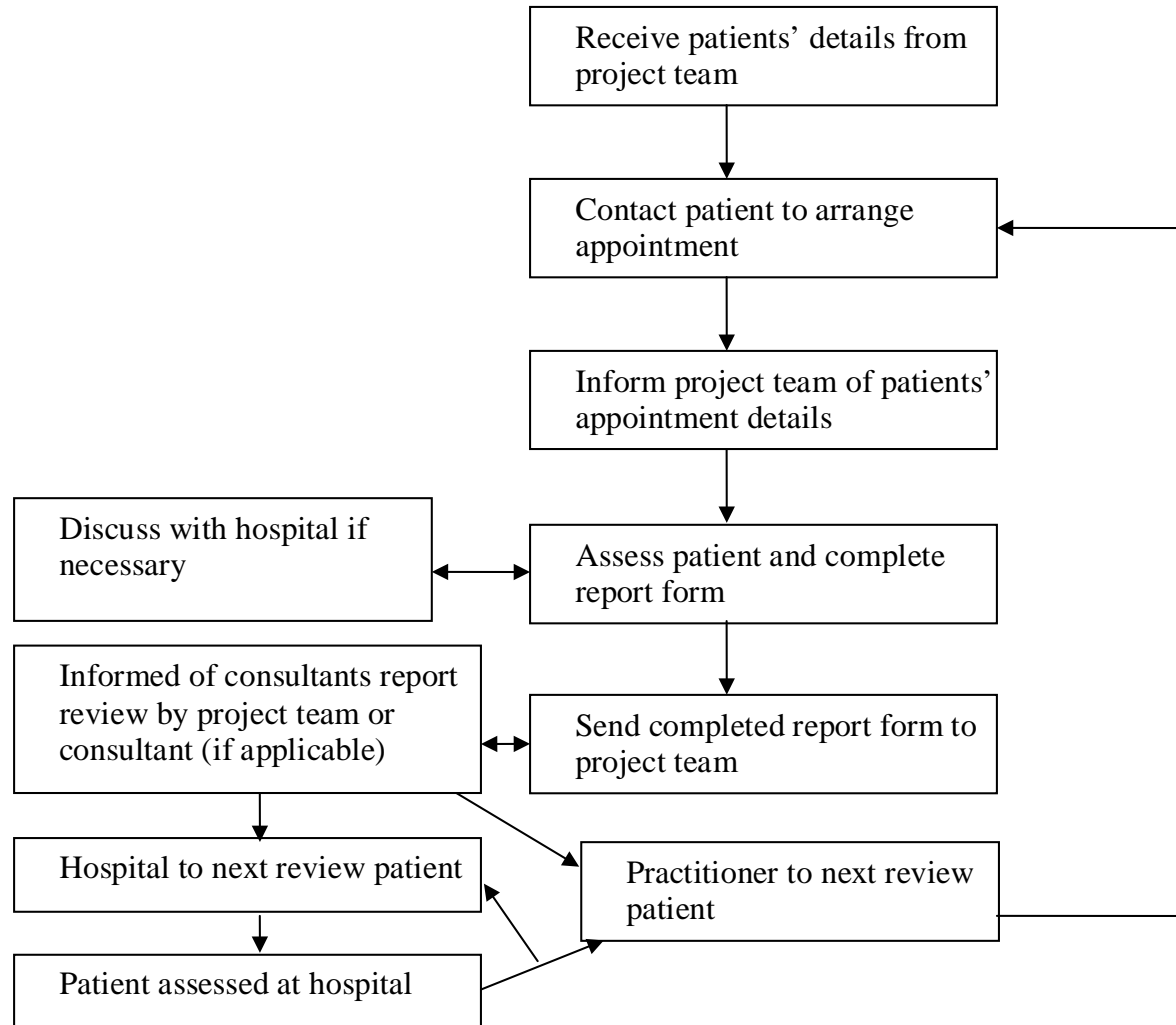 Receive patients’ details from
project team
Contact patient to arrange
appointment
Inform project team of patients’
appointment details
Discuss with hospital if
necessary
Assess patient and complete
report form
Informed of consultants report
review by project team or
consultant (if applicable)
Send completed report form to
project team
Hospital to next review patient
Practitioner to next review
patient
Patient assessed at hospital